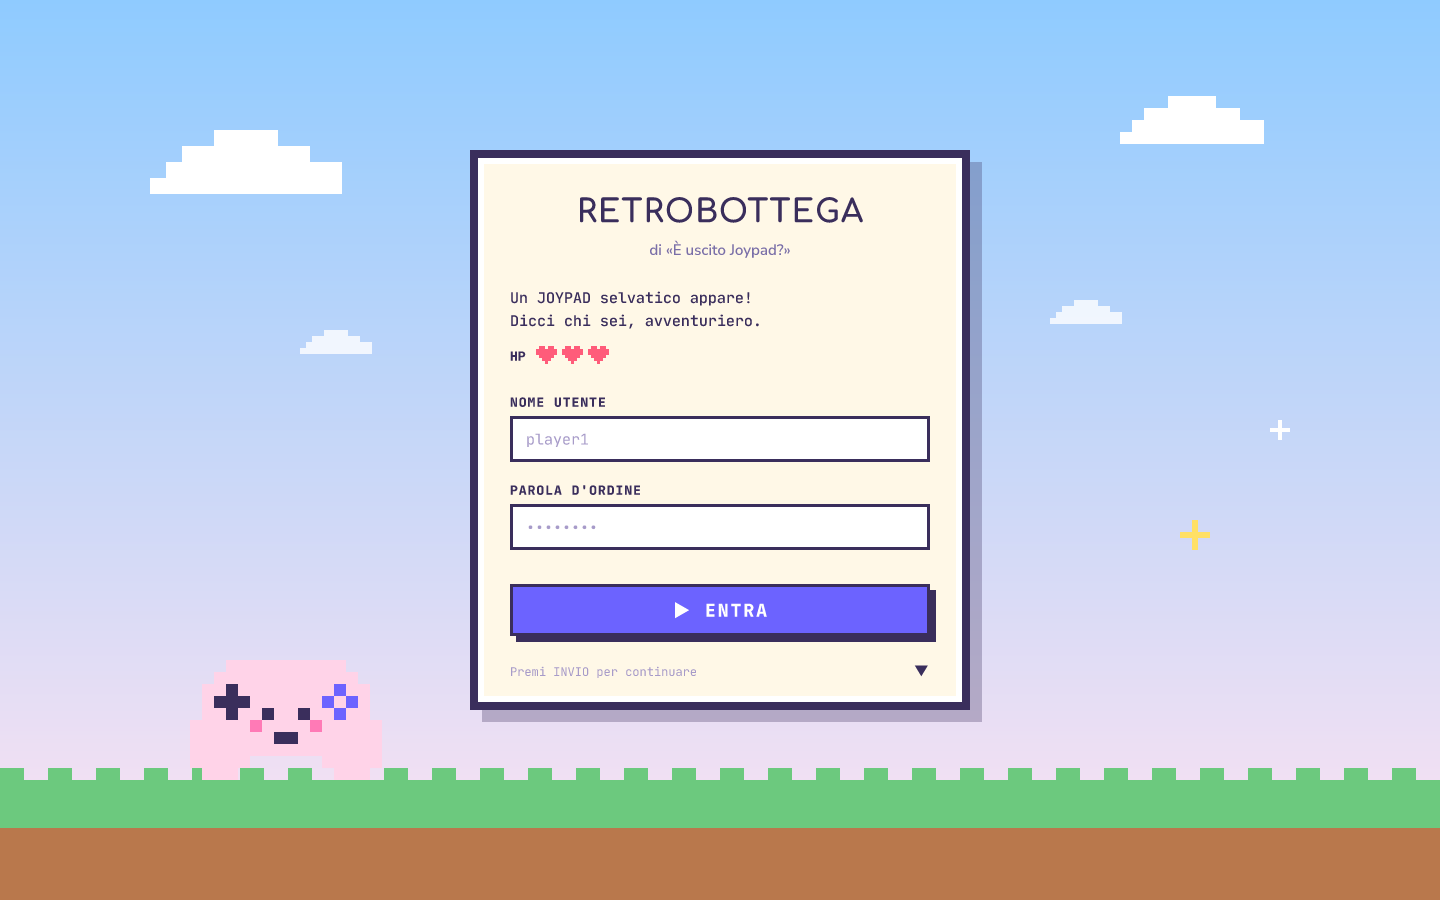 RETROBOTTEGA
di «È uscito Joypad?»
Un JOYPAD selvatico appare!
Dicci chi sei, avventuriero.
HP
NOME UTENTE
player1
PAROLA D'ORDINE
••••••••
▶ ENTRA
Premi INVIO per continuare ▼